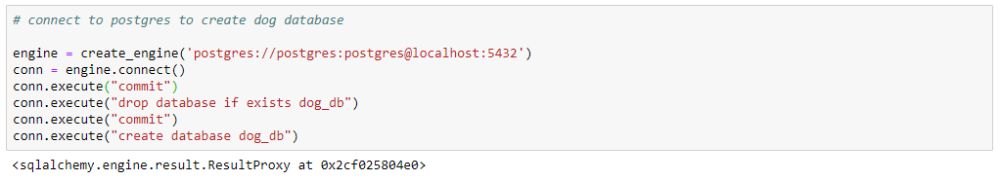 # connect to postgres to create dog database
engine = create_engine('postgres://postgres:postgres@localhost:5432')
conn = engine.connect()
conn.execute("commit")
conn.execute("drop database if exists dog_db")
conn.execute("commit")
conn.execute("create database dog_db")
<sqlalchemy.engine.result.ResultProxy at 0x2cf025804e0>